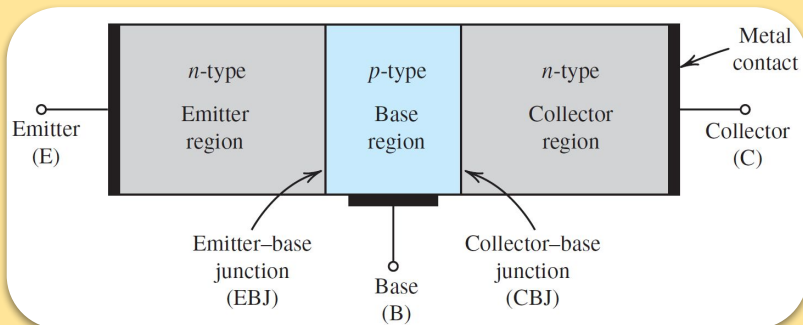 Metal
contact
n-type
Emitter
region
p-type
Base
region
n-type
Collector
region
Emitter
(E)
Collector
(C)
Emitter–base
junction
(EBJ)
Base
(B)
Collector–base
junction
(CBJ)